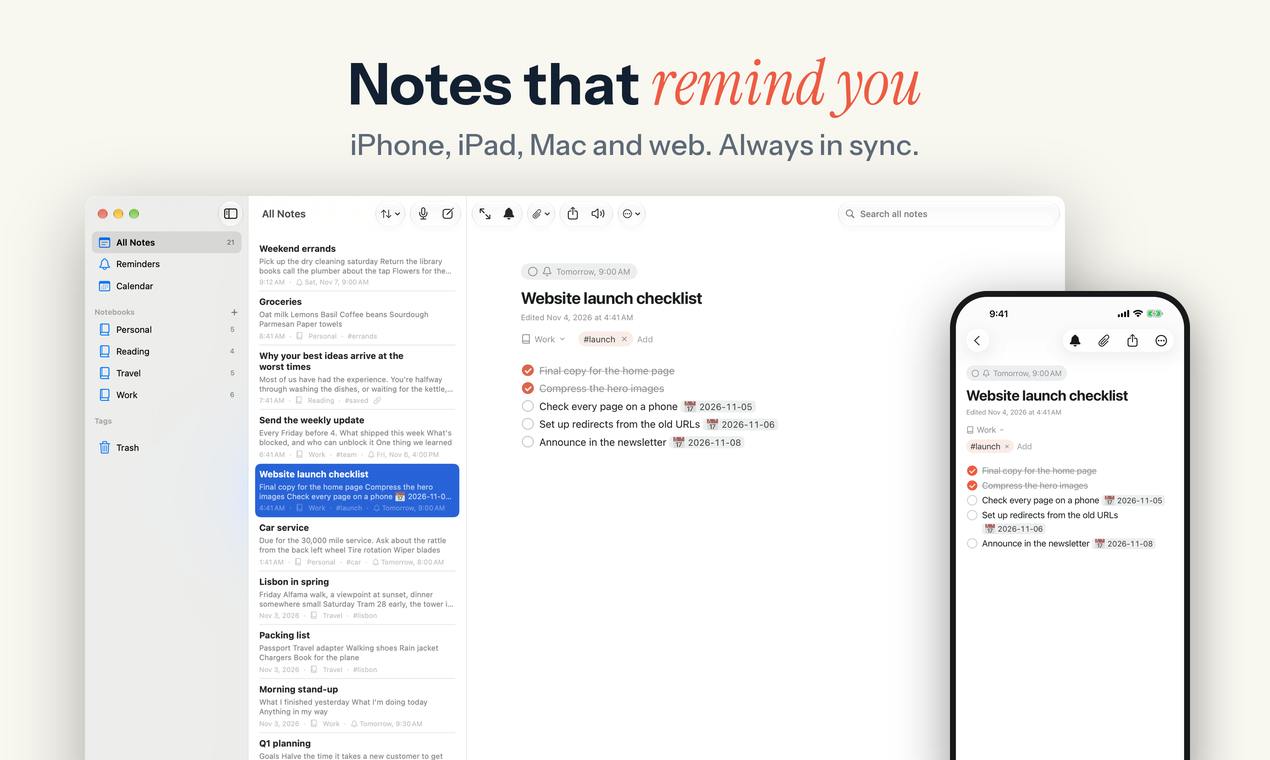 Notes that remind you
iPhone, iPad, Mac and web. Always in sync.
All Notes 21
Reminders
Calendar
Notebooks +
Personal 5
Reading 4
Travel 5
Work 6
Tags
Trash
All Notes
Weekend errands
Pick up the dry cleaning saturday Return the library
books call the plumber about the tap Flowers for the...
9:12 AM · Sat, Nov 7, 9:00 AM
Groceries
Oat milk Lemons Basil Coffee beans Sourdough
Parmesan Paper towels
8:41 AM · Personal · #errands
Why your best ideas arrive at the
worst times
Most of us have had the experience. You're halfway
through washing the dishes, or waiting for the kettle,...
7:41 AM · Reading · #saved
Send the weekly update
Every Friday before 4. What shipped this week What's
blocked, and who can unblock it One thing we learned
6:41 AM · Work · #team · Fri, Nov 6, 4:00 PM
Website launch checklist
Final copy for the home page Compress the hero
images Check every page on a phone 📅 2026-11-0...
4:41 AM · Work · #launch · Tomorrow, 9:00 AM
Car service
Due for the 30,000 mile service. Ask about the rattle
from the back left wheel Tire rotation Wiper blades
1:41 AM · Personal · #car · Tomorrow, 8:00 AM
Lisbon in spring
Friday Alfama walk, a viewpoint at sunset, dinner
somewhere small Saturday Tram 28 early, the tower i...
Nov 3, 2026 · Travel · #lisbon
Packing list
Passport Travel adapter Walking shoes Rain jacket
Chargers Book for the plane
Nov 3, 2026 · Travel · #lisbon
Morning stand-up
What I finished yesterday What I'm doing today
Anything in my way
Nov 3, 2026 · Work · Tomorrow, 9:30 AM
Q1 planning
Goals Halve the time it takes a new customer to get
Search all notes
Tomorrow, 9:00 AM
Website launch checklist
Edited Nov 4, 2026 at 4:41 AM
Work #launch × Add
Final copy for the home page
Compress the hero images
Check every page on a phone 📅 2026-11-05
Set up redirects from the old URLs 📅 2026-11-06
Announce in the newsletter 📅 2026-11-08
9:41
Tomorrow, 9:00 AM
Website launch checklist
Edited Nov 4, 2026 at 4:41 AM
Work
#launch × Add
Final copy for the home page
Compress the hero images
Check every page on a phone 📅 2026-11-05
Set up redirects from the old URLs
📅 2026-11-06
Announce in the newsletter 📅 2026-11-08